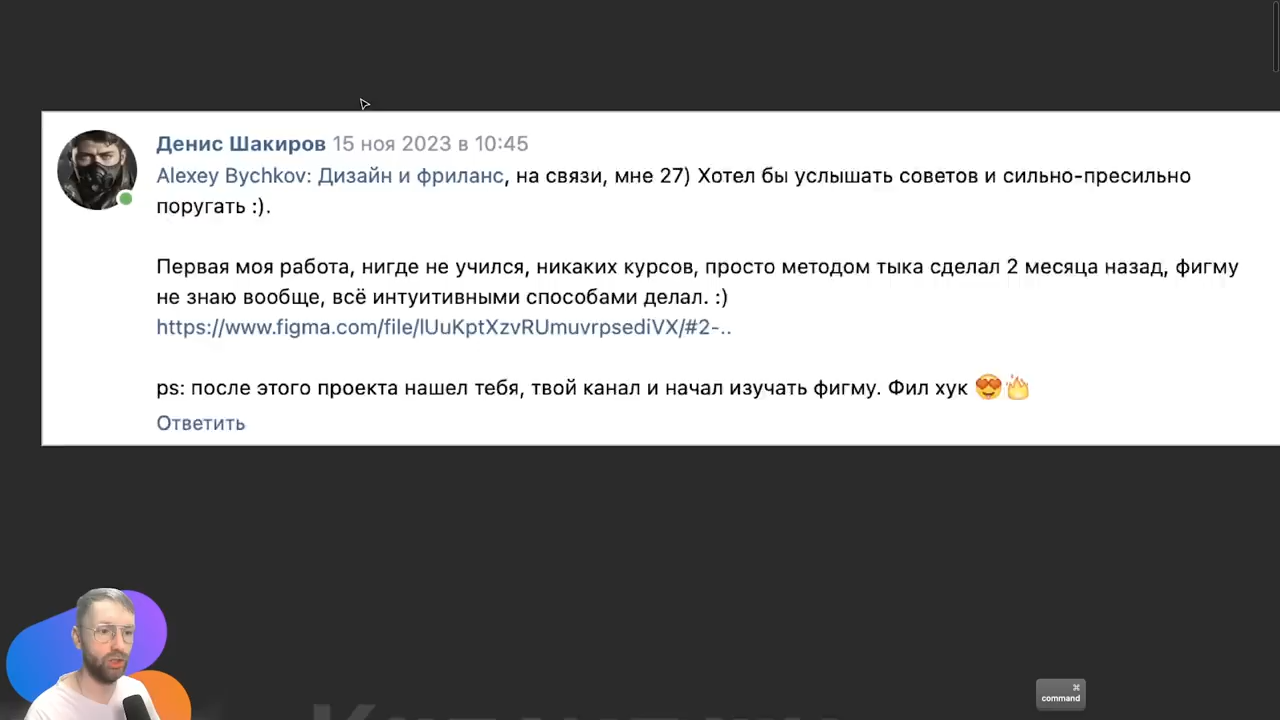 Денис Шакиров 15 ноя 2023 в 10:45
Alexey Bychkov: Дизайн и фриланс, на связи, мне 27) Хотел бы услышать советов и сильно-пресильно
поругать :).
Первая моя работа, нигде не учился, никаких курсов, просто методом тыка сделал 2 месяца назад, фигму
не знаю вообще, всё интуитивными способами делал. :)
https://www.figma.com/file/lUuKptXzvRUmuvrpsediVX/#2-..
ps: после этого проекта нашел тебя, твой канал и начал изучать фигму. Фил хук 😍🔥
Ответить
⌘
command